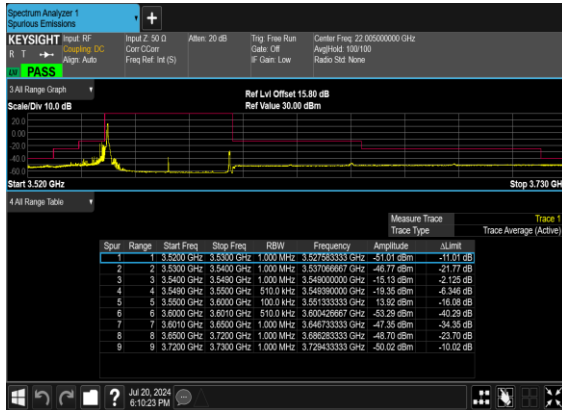 Spectrum Analyzer 1
Spurious Emissions
+
KEYSIGHT Input: RF Input Z: 50 Ω Atten: 20 dB Trig: Free Run Center Freq: 22.005000000 GHz
R T Coupling: DC Corr CCorr Gate: Off Avg|Hold: 100/100
Align: Auto Freq Ref: Int (S) IF Gain: Low Radio Std: None
LU PASS
3 All Range Graph Ref Lvl Offset 15.80 dB
Scale/Div 10.0 dB Ref Value 30.00 dBm
20.0
0.00
-20.0
-40.0
-60.0
Start 3.520 GHz Stop 3.730 GH
4 All Range Table
Measure Trace Trace 1
Trace Type Trace Average (Active)
Spur Range Start Freq Stop Freq RBW Frequency Amplitude ΔLimit
1 1 3.5200 GHz 3.5300 GHz 1.000 MHz 3.527583333 GHz -51.01 dBm -11.01 dB
2 2 3.5300 GHz 3.5400 GHz 1.000 MHz 3.537066667 GHz -46.77 dBm -21.77 dB
3 3 3.5400 GHz 3.5490 GHz 1.000 MHz 3.549000000 GHz -15.13 dBm -2.125 dB
4 4 3.5490 GHz 3.5500 GHz 510.0 kHz 3.549390000 GHz -19.35 dBm -6.346 dB
5 5 3.5500 GHz 3.6000 GHz 100.0 kHz 3.551333333 GHz 13.92 dBm -16.08 dB
6 6 3.6000 GHz 3.6010 GHz 510.0 kHz 3.600426667 GHz -53.29 dBm -40.29 dB
7 7 3.6010 GHz 3.6500 GHz 1.000 MHz 3.646733333 GHz -47.35 dBm -34.35 dB
8 8 3.6500 GHz 3.7200 GHz 1.000 MHz 3.686283333 GHz -48.70 dBm -23.70 dB
9 9 3.7200 GHz 3.7300 GHz 1.000 MHz 3.729433333 GHz -50.02 dBm -10.02 dB
? Jul 20, 2024
6:10:23 PM